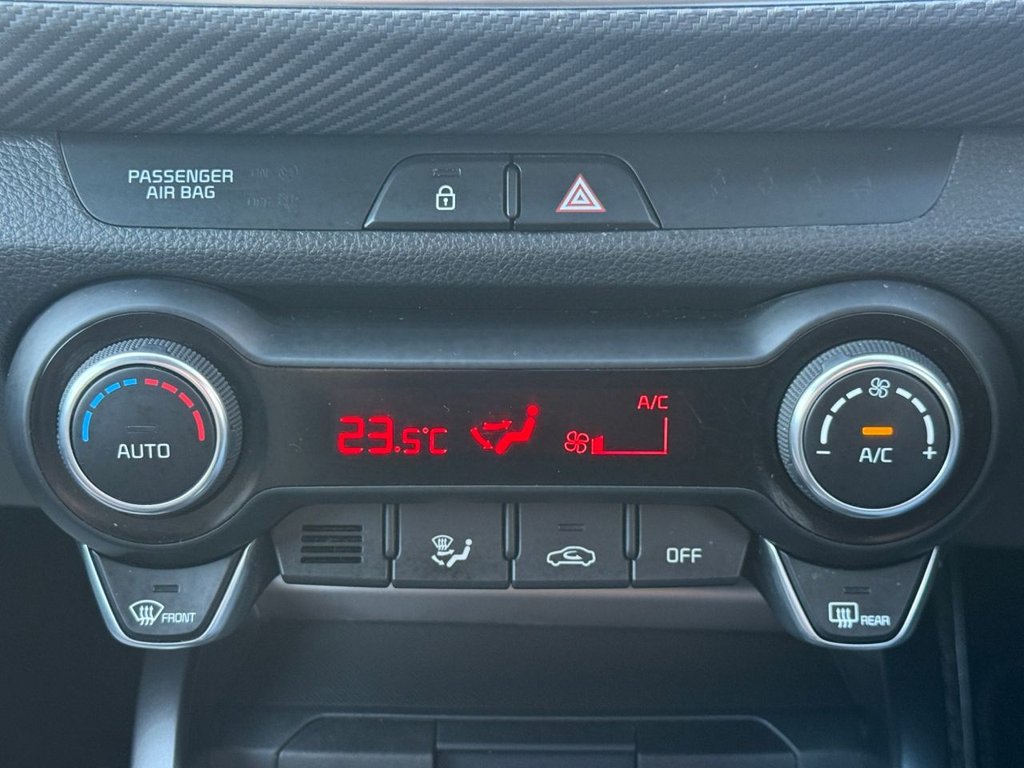 PASSENGER
AIR BAG
A/C
23.5°C
AUTO
A/C
− +
OFF
FRONT
REAR